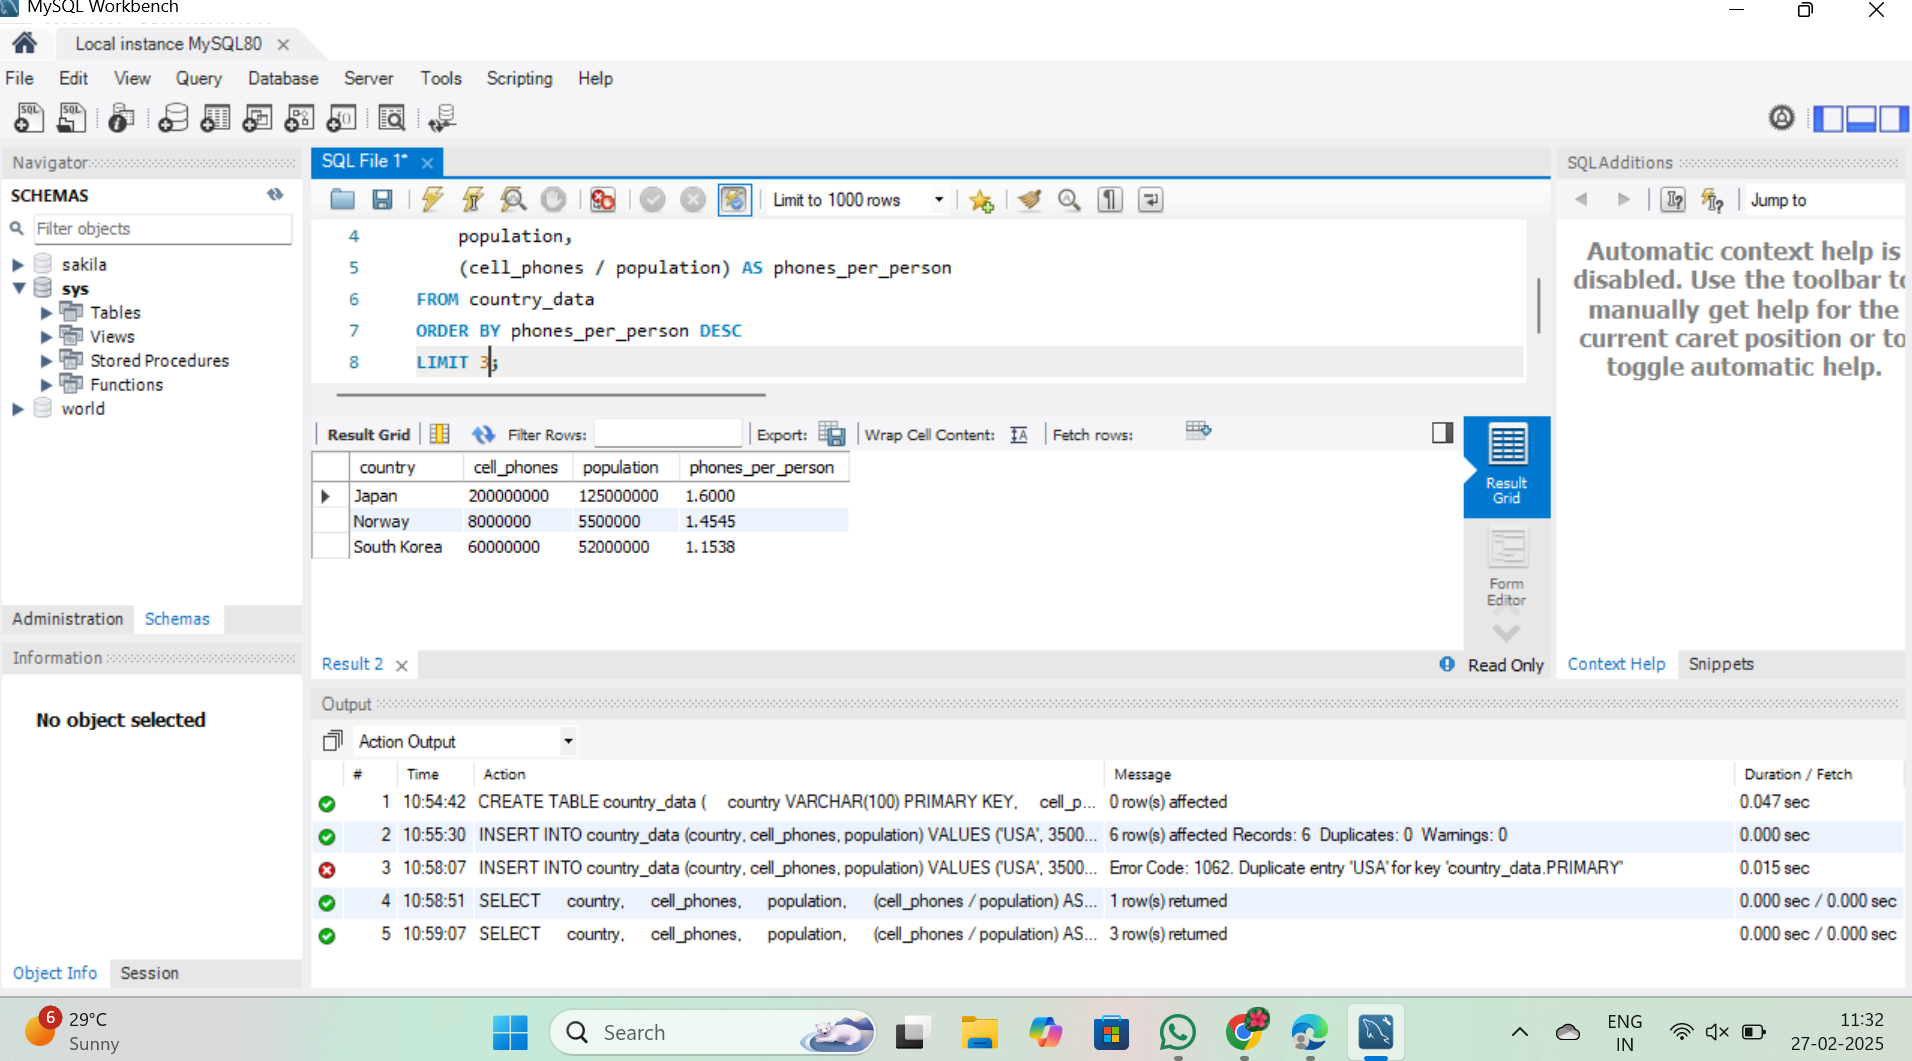 MySQL Workbench
Local instance MySQL80
File Edit View Query Database Server Tools Scripting Help
Navigator
SCHEMAS
Filter objects
sakila
sys
Tables
Views
Stored Procedures
Functions
world
Administration Schemas
Information
No object selected
Object Info Session
SQL File 1*
Limit to 1000 rows
4 population,
5 (cell_phones / population) AS phones_per_person
6 FROM country_data
7 ORDER BY phones_per_person DESC
8 LIMIT 3;
Result Grid Filter Rows: Export: Wrap Cell Content: Fetch rows:
country cell_phones population phones_per_person
Japan 200000000 125000000 1.6000
Norway 8000000 5500000 1.4545
South Korea 60000000 52000000 1.1538
Result
Grid
Form
Editor
Result 2
Read Only
SQLAdditions
Jump to
Automatic context help is
disabled. Use the toolbar to
manually get help for the
current caret position or to
toggle automatic help.
Context Help Snippets
Output
Action Output
# Time Action Message Duration / Fetch
1 10:54:42 CREATE TABLE country_data ( country VARCHAR(100) PRIMARY KEY, cell_p... 0 row(s) affected 0.047 sec
2 10:55:30 INSERT INTO country_data (country, cell_phones, population) VALUES ('USA', 3500... 6 row(s) affected Records: 6 Duplicates: 0 Warnings: 0 0.000 sec
3 10:58:07 INSERT INTO country_data (country, cell_phones, population) VALUES ('USA', 3500... Error Code: 1062. Duplicate entry 'USA' for key 'country_data.PRIMARY' 0.015 sec
4 10:58:51 SELECT country, cell_phones, population, (cell_phones / population) AS... 1 row(s) returned 0.000 sec / 0.000 sec
5 10:59:07 SELECT country, cell_phones, population, (cell_phones / population) AS... 3 row(s) returned 0.000 sec / 0.000 sec
6
29°C
Sunny
Search
ENG
IN
11:32
27-02-2025